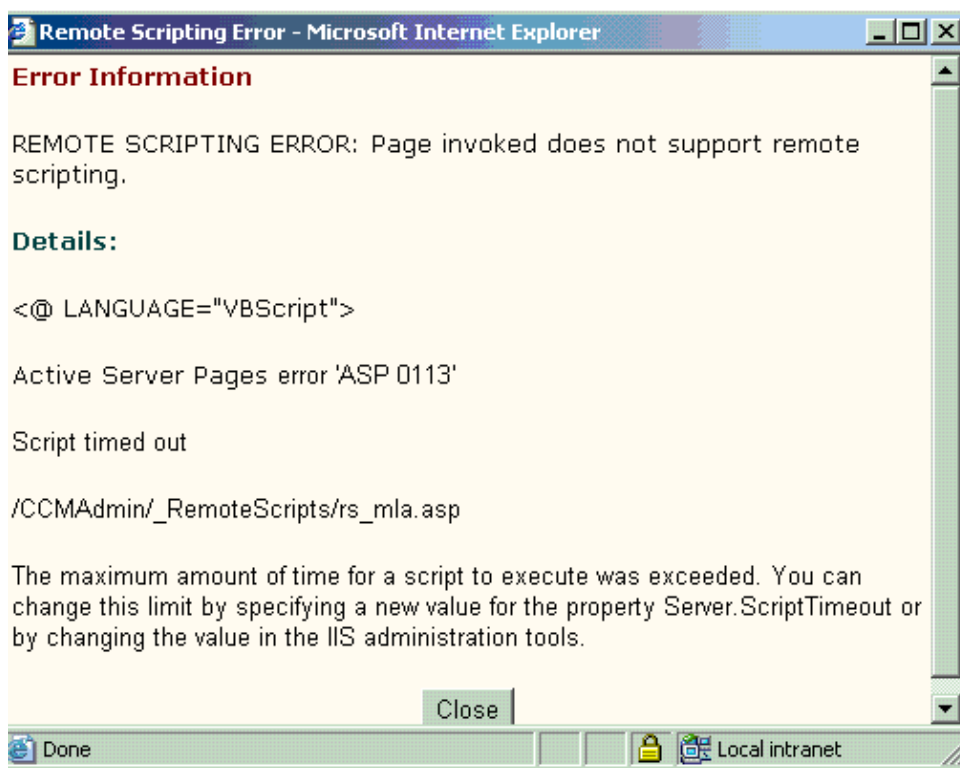 Remote Scripting Error - Microsoft Internet Explorer
Error Information
REMOTE SCRIPTING ERROR: Page invoked does not support remote
scripting.
Details:
<@ LANGUAGE="VBScript">
Active Server Pages error 'ASP 0113'
Script timed out
/CCMAdmin/_RemoteScripts/rs_mla.asp
The maximum amount of time for a script to execute was exceeded. You can
change this limit by specifying a new value for the property Server.ScriptTimeout or
by changing the value in the IIS administration tools.
Close
Done
Local intranet